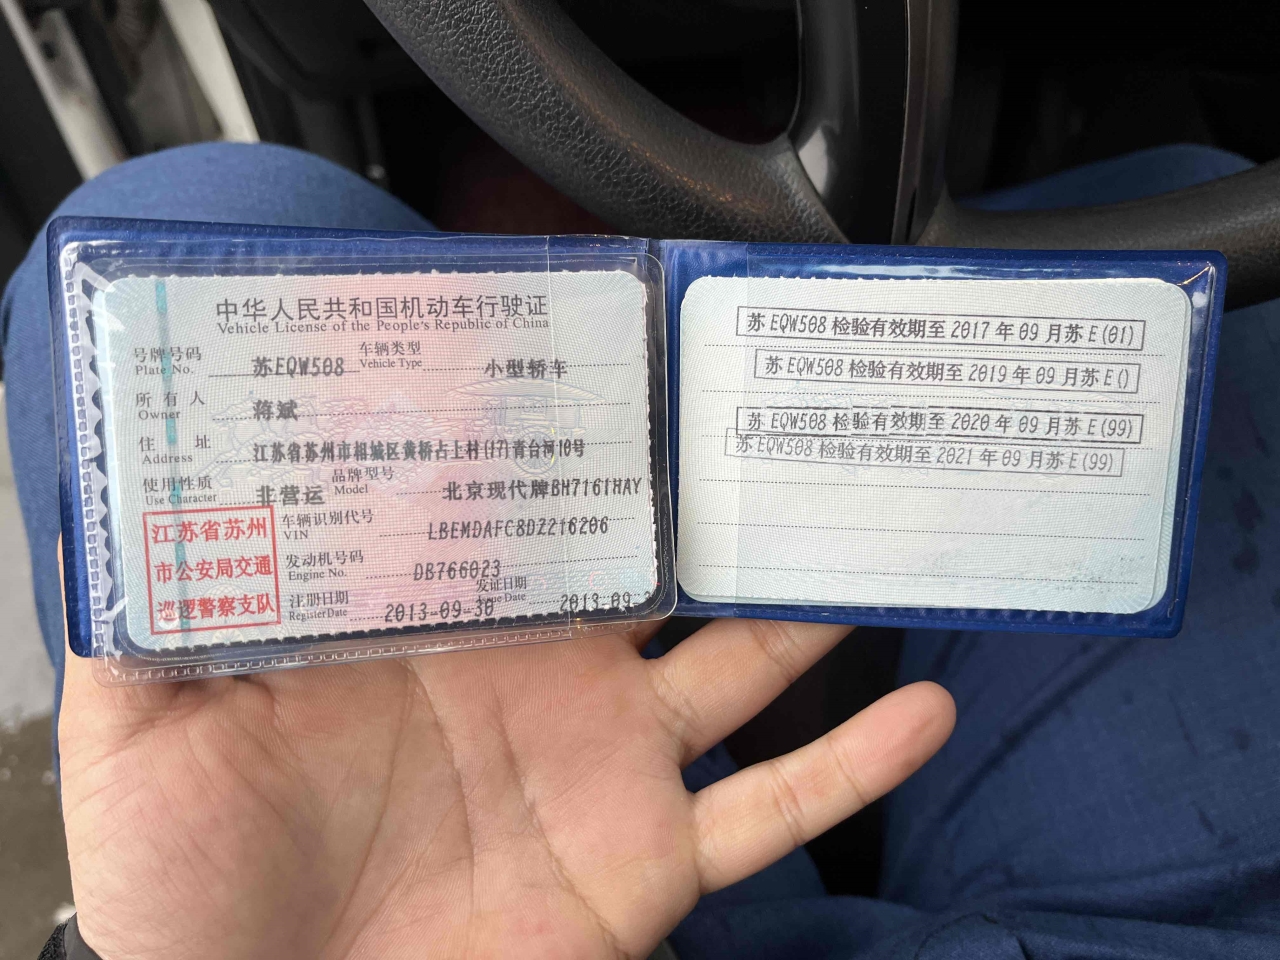 中华人民共和国机动车行驶证
Vehicle License of the People's Republic of China
号牌号码 苏EQW508 车辆类型 小型轿车
Plate No. Vehicle Type
所有人 蒋斌
Owner
住址 江苏省苏州市相城区黄桥占上村(17)青台河10号
Address
使用性质 非营运 品牌型号 北京现代牌BH7161HAY
Use Character Model
车辆识别代号 LBEMDAFC8DZ216206
VIN
发动机号码 DB766023
Engine No.
注册日期 2013-09-30 发证日期 2013-09-3
Register Date Issue Date
江苏省苏州
市公安局交通
巡逻警察支队
苏EQW508检验有效期至2017年09月苏E(01)
苏EQW508检验有效期至2019年09月苏E()
苏EQW508检验有效期至2020年09月苏E(99)
苏EQW508检验有效期至2021年09月苏E(99)